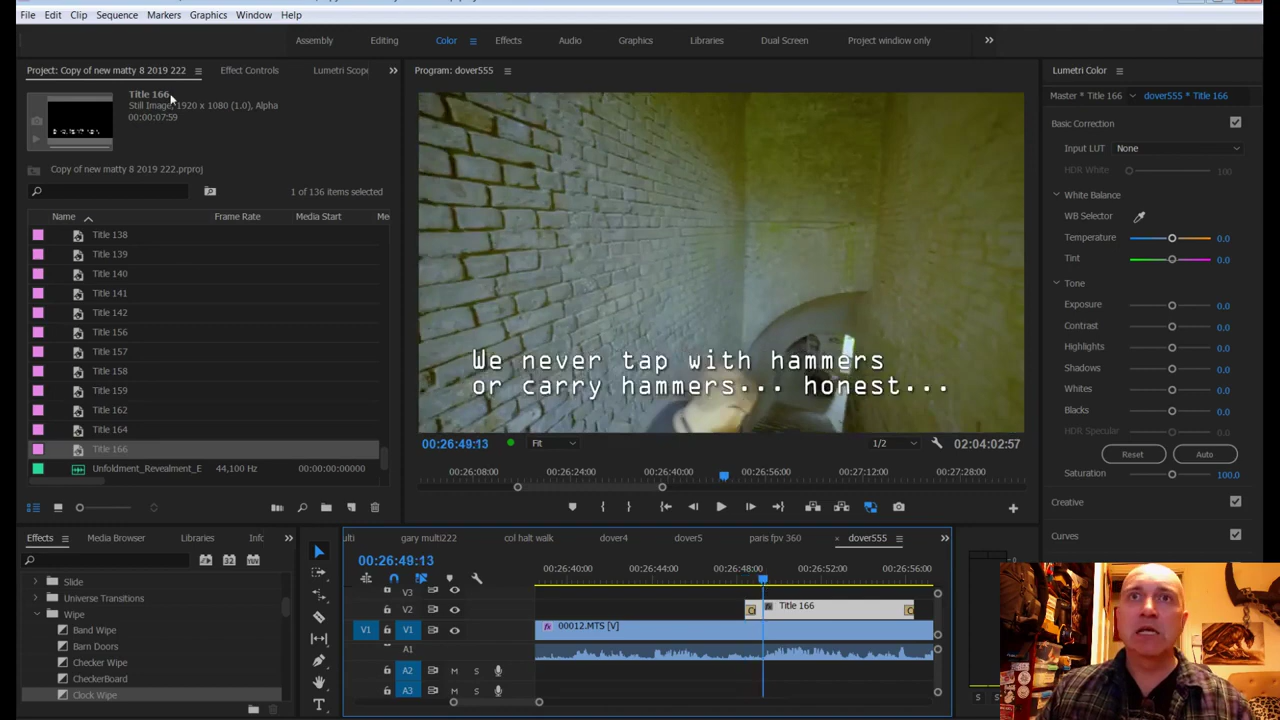 File Edit Clip Sequence Markers Graphics Window Help
Assembly Editing Color Effects Audio Graphics Libraries Dual Screen Project window only
Project: Copy of new matty 8 2019 222 Effect Controls Lumetri Scope
Title 166
Still Image, 1920 x 1080 (1.0), Alpha
00:00:07:59
Copy of new matty 8 2019 222.prproj
1 of 136 items selected
Name Frame Rate Media Start Me
Title 138
Title 139
Title 140
Title 141
Title 142
Title 156
Title 157
Title 158
Title 159
Title 162
Title 164
Title 166
Unfoldment_Revealment_E 44,100 Hz 00:00:00:00000
Program: dover555
We never tap with hammers
or carry hammers... honest...
00:26:49:13 Fit 1/2 02:04:02:57
00:26:08:00 00:26:24:00 00:26:40:00 00:26:56:00 00:27:12:00 00:27:28:00
Lumetri Color
Master * Title 166 dover555 * Title 166
Basic Correction
Input LUT None
HDR White 100
White Balance
WB Selector
Temperature 0.0
Tint 0.0
Tone
Exposure 0.0
Contrast 0.0
Highlights 0.0
Shadows 0.0
Whites 0.0
Blacks 0.0
HDR Specular 0.0
Reset Auto
Saturation 100.0
Creative
Curves
Effects Media Browser Libraries Info
Slide
Universe Transitions
Wipe
Band Wipe
Barn Doors
Checker Wipe
CheckerBoard
Clock Wipe
multi gary multi222 col halt walk dover4 dover5 paris fpv 360 dover555
00:26:49:13
00:26:40:00 00:26:44:00 00:26:48:00 00:26:52:00 00:26:56:00
V3
V2 Title 166
V1 V1 fx 00012.MTS [V]
A1
A2 M S
A3 M S
S S